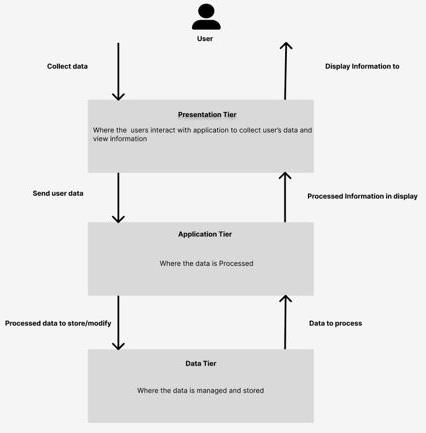 User
Collect data
Display Information to
Presentation Tier
Where the users interact with application to collect user's data and
view information
Send user data
Processed Information in display
Application Tier
Where the data is Processed
Processed data to store/modify
Data to process
Data Tier
Where the data is managed and stored